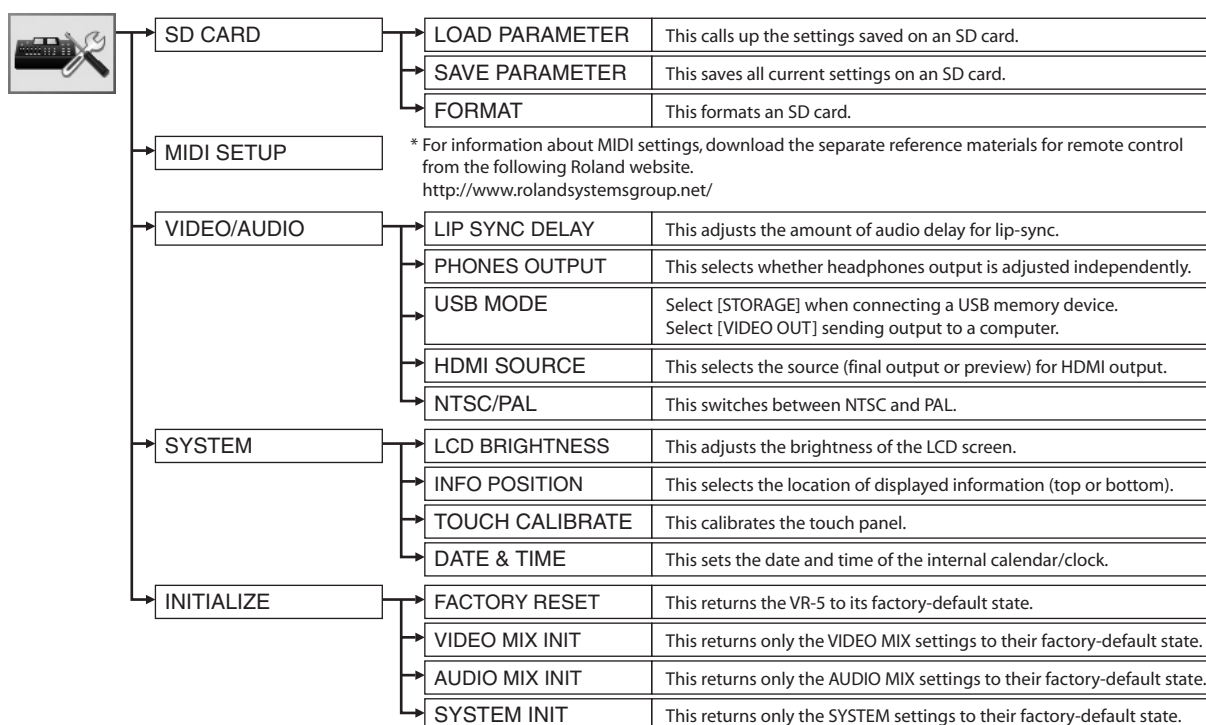 SD CARD
LOAD PARAMETER This calls up the settings saved on an SD card.
SAVE PARAMETER This saves all current settings on an SD card.
FORMAT This formats an SD card.
MIDI SETUP
* For information about MIDI settings, download the separate reference materials for remote control
from the following Roland website.
http://www.rolandsystemsgroup.net/
VIDEO/AUDIO
LIP SYNC DELAY This adjusts the amount of audio delay for lip-sync.
PHONES OUTPUT This selects whether headphones output is adjusted independently.
USB MODE Select [STORAGE] when connecting a USB memory device.
Select [VIDEO OUT] sending output to a computer.
HDMI SOURCE This selects the source (final output or preview) for HDMI output.
NTSC/PAL This switches between NTSC and PAL.
SYSTEM
LCD BRIGHTNESS This adjusts the brightness of the LCD screen.
INFO POSITION This selects the location of displayed information (top or bottom).
TOUCH CALIBRATE This calibrates the touch panel.
DATE & TIME This sets the date and time of the internal calendar/clock.
INITIALIZE
FACTORY RESET This returns the VR-5 to its factory-default state.
VIDEO MIX INIT This returns only the VIDEO MIX settings to their factory-default state.
AUDIO MIX INIT This returns only the AUDIO MIX settings to their factory-default state.
SYSTEM INIT This returns only the SYSTEM settings to their factory-default state.